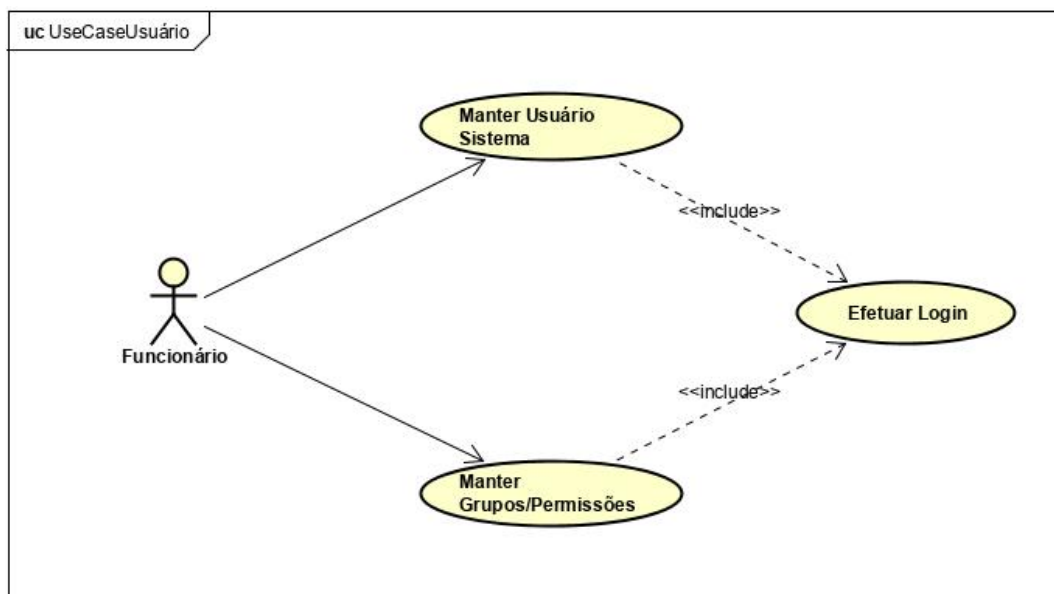 uc UseCaseUsuário
Manter Usuário
Sistema
<<include>>
Efetuar Login
Funcionário
<<include>>
Manter
Grupos/Permissões